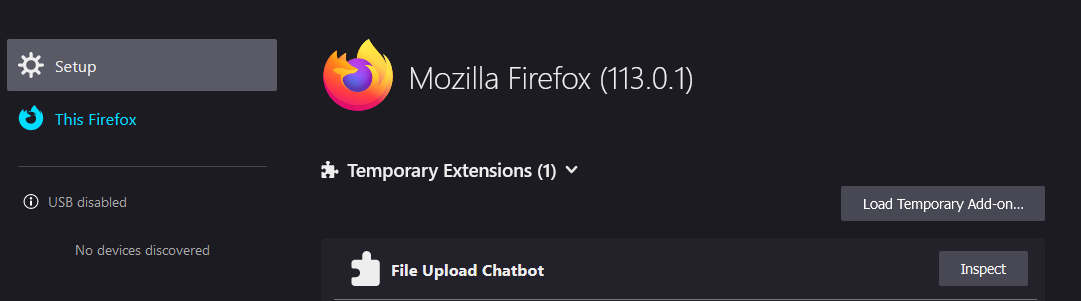 Setup
This Firefox
USB disabled
No devices discovered
Mozilla Firefox (113.0.1)
Temporary Extensions (1)
Load Temporary Add-on...
File Upload Chatbot
Inspect